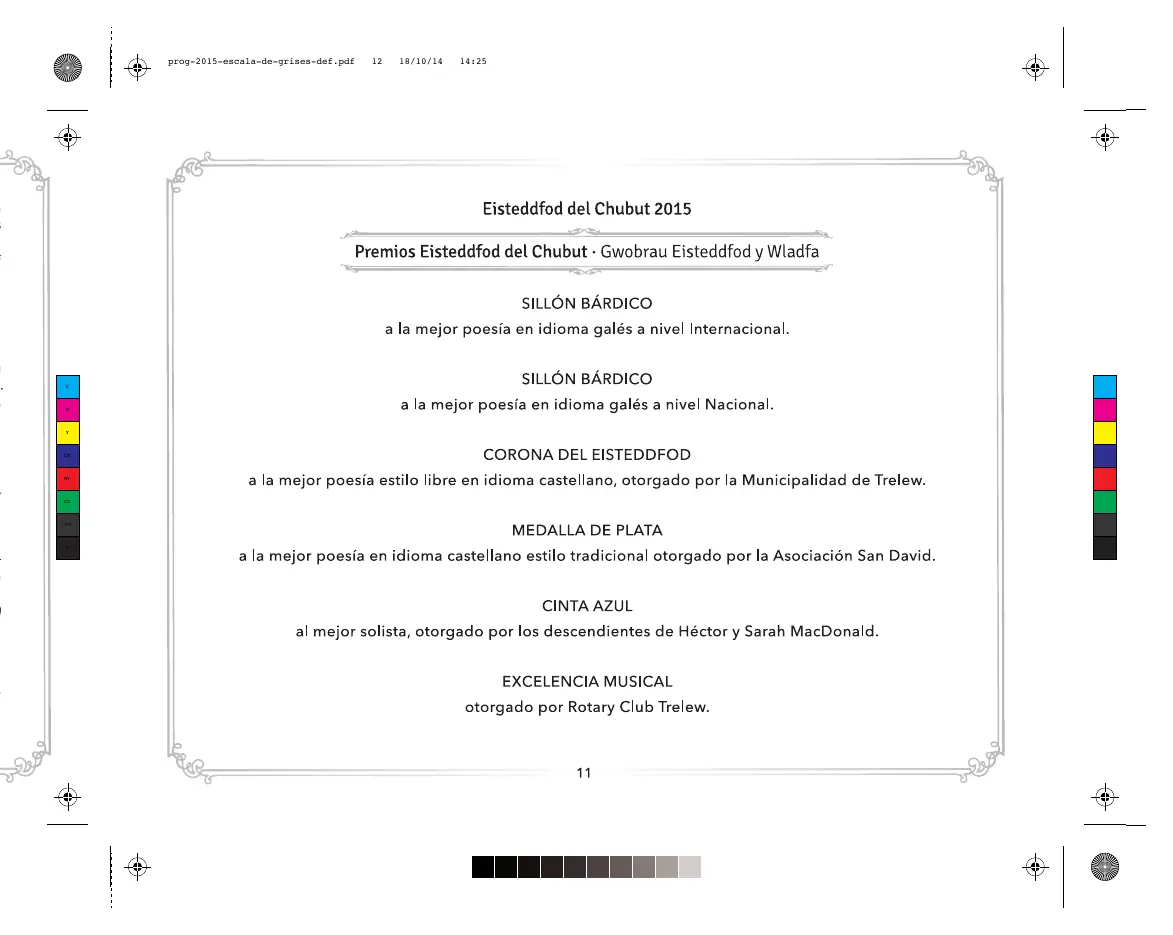 prog-2015-escala-de-grises-def.pdf 12 18/10/14 14:25
Eisteddfod del Chubut 2015
Premios Eisteddfod del Chubut · Gwobrau Eisteddfod y Wladfa
SILLÓN BÁRDICO
a la mejor poesía en idioma galés a nivel Internacional.
SILLÓN BÁRDICO
a la mejor poesía en idioma galés a nivel Nacional.
CORONA DEL EISTEDDFOD
a la mejor poesía estilo libre en idioma castellano, otorgado por la Municipalidad de Trelew.
MEDALLA DE PLATA
a la mejor poesía en idioma castellano estilo tradicional otorgado por la Asociación San David.
CINTA AZUL
al mejor solista, otorgado por los descendientes de Héctor y Sarah MacDonald.
EXCELENCIA MUSICAL
otorgado por Rotary Club Trelew.
11